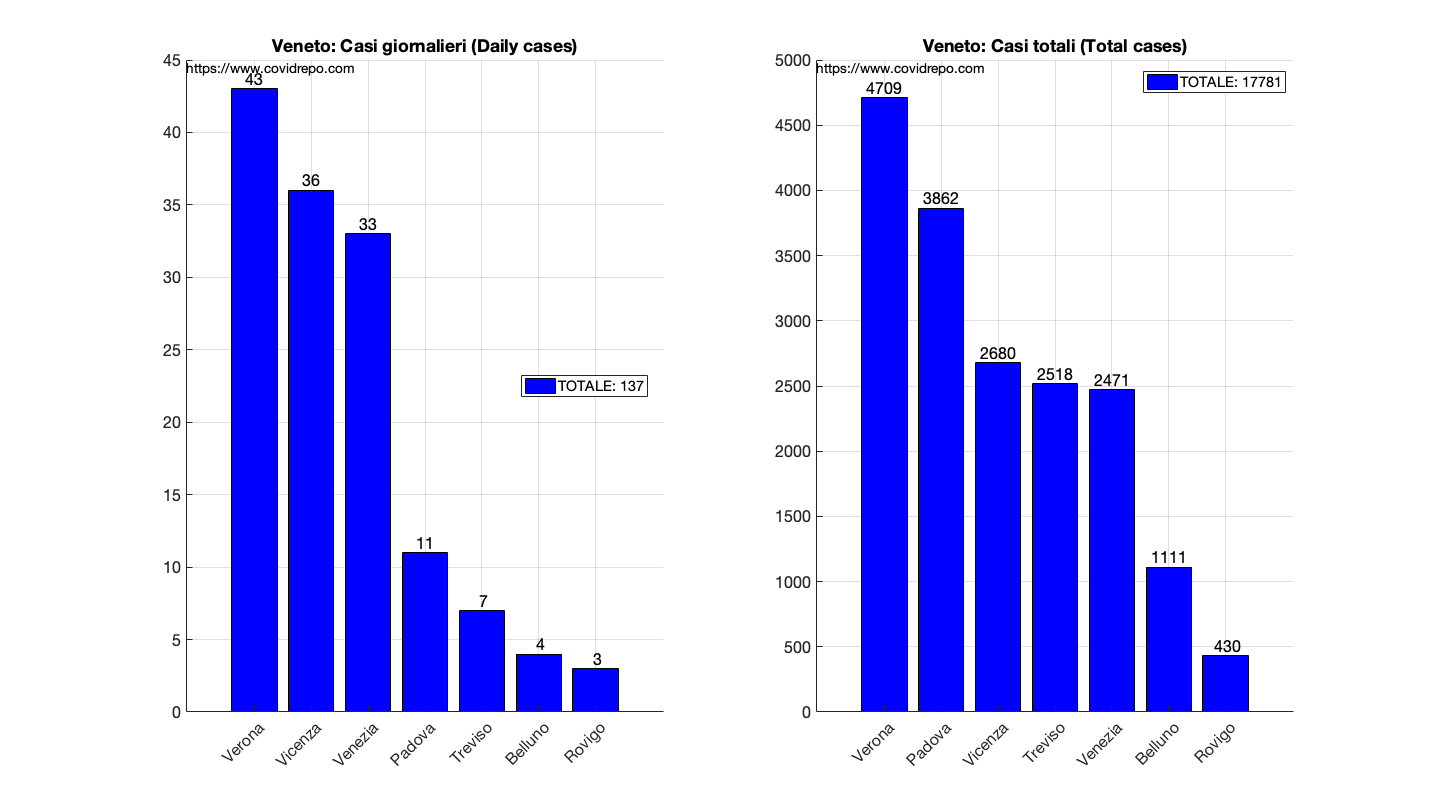 Veneto: Casi giornalieri (Daily cases)
https://www.covidrepo.com
45
40
35
30
25
20
15
10
5
0
43
36
33
11
7
4
3
TOTALE: 137
Verona
Vicenza
Venezia
Padova
Treviso
Belluno
Rovigo
Veneto: Casi totali (Total cases)
https://www.covidrepo.com
TOTALE: 17781
5000
4500
4000
3500
3000
2500
2000
1500
1000
500
0
4709
3862
2680
2518
2471
1111
430
Verona
Padova
Vicenza
Treviso
Venezia
Belluno
Rovigo